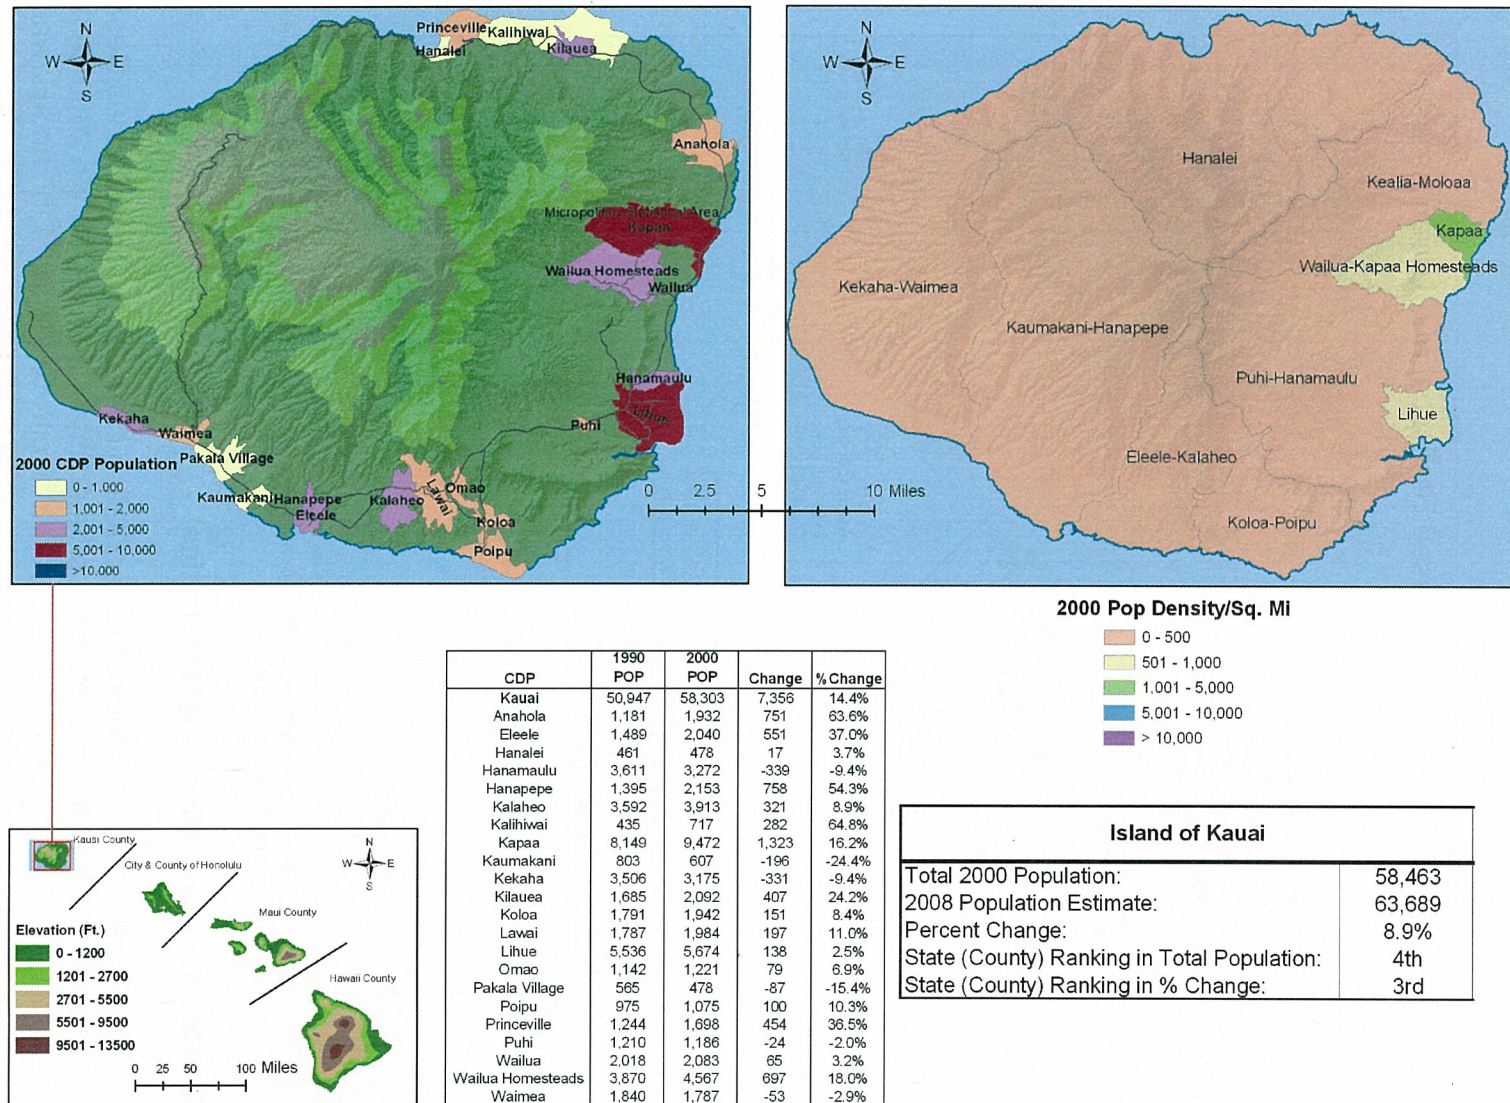 N
W E
S
Princeville
Kalihiwai
Hanalei
Kilauea
Anahola
Micropolitan Statistical Area
Kapaa
Wailua Homesteads
Wailua
Hanamaulu
Lihue
Puhi
Kekaha
Waimea
Pakala Village
Kaumakani
Hanapepe
Eleele
Kalaheo
Lawai
Omao
Koloa
Poipu
2000 CDP Population
0 - 1.000
1,001 - 2,000
2,001 - 5,000
5,001 - 10,000
>10,000
0 2.5 5 10 Miles
N
W E
S
Hanalei
Kealia-Moloaa
Kapaa
Wailua-Kapaa Homesteads
Kekaha-Waimea
Kaumakani-Hanapepe
Puhi-Hanamaulu
Lihue
Eleele-Kalaheo
Koloa-Poipu
2000 Pop Density/Sq. Mi
0 - 500
501 - 1,000
1,001 - 5,000
5,001 - 10,000
> 10,000
CDP 1990 POP 2000 POP Change % Change
Kauai 50,947 58,303 7,356 14.4%
Anahola 1,181 1,932 751 63.6%
Eleele 1,489 2,040 551 37.0%
Hanalei 461 478 17 3.7%
Hanamaulu 3,611 3,272 -339 -9.4%
Hanapepe 1,395 2,153 758 54.3%
Kalaheo 3,592 3,913 321 8.9%
Kalihiwai 435 717 282 64.8%
Kapaa 8,149 9,472 1,323 16.2%
Kaumakani 803 607 -196 -24.4%
Kekaha 3,506 3,175 -331 -9.4%
Kilauea 1,685 2,092 407 24.2%
Koloa 1,791 1,942 151 8.4%
Lawai 1,787 1,984 197 11.0%
Lihue 5,536 5,674 138 2.5%
Omao 1,142 1,221 79 6.9%
Pakala Village 565 478 -87 -15.4%
Poipu 975 1,075 100 10.3%
Princeville 1,244 1,698 454 36.5%
Puhi 1,210 1,186 -24 -2.0%
Wailua 2,018 2,083 65 3.2%
Wailua Homesteads 3,870 4,567 697 18.0%
Waimea 1,840 1,787 -53 -2.9%
Island of Kauai
Total 2000 Population: 58,463
2008 Population Estimate: 63,689
Percent Change: 8.9%
State (County) Ranking in Total Population: 4th
State (County) Ranking in % Change: 3rd
Kauai County
City & County of Honolulu
Maui County
Hawaii County
N
W E
S
Elevation (Ft.)
0 - 1200
1201 - 2700
2701 - 5500
5501 - 9500
9501 - 13500
0 25 50 100 Miles